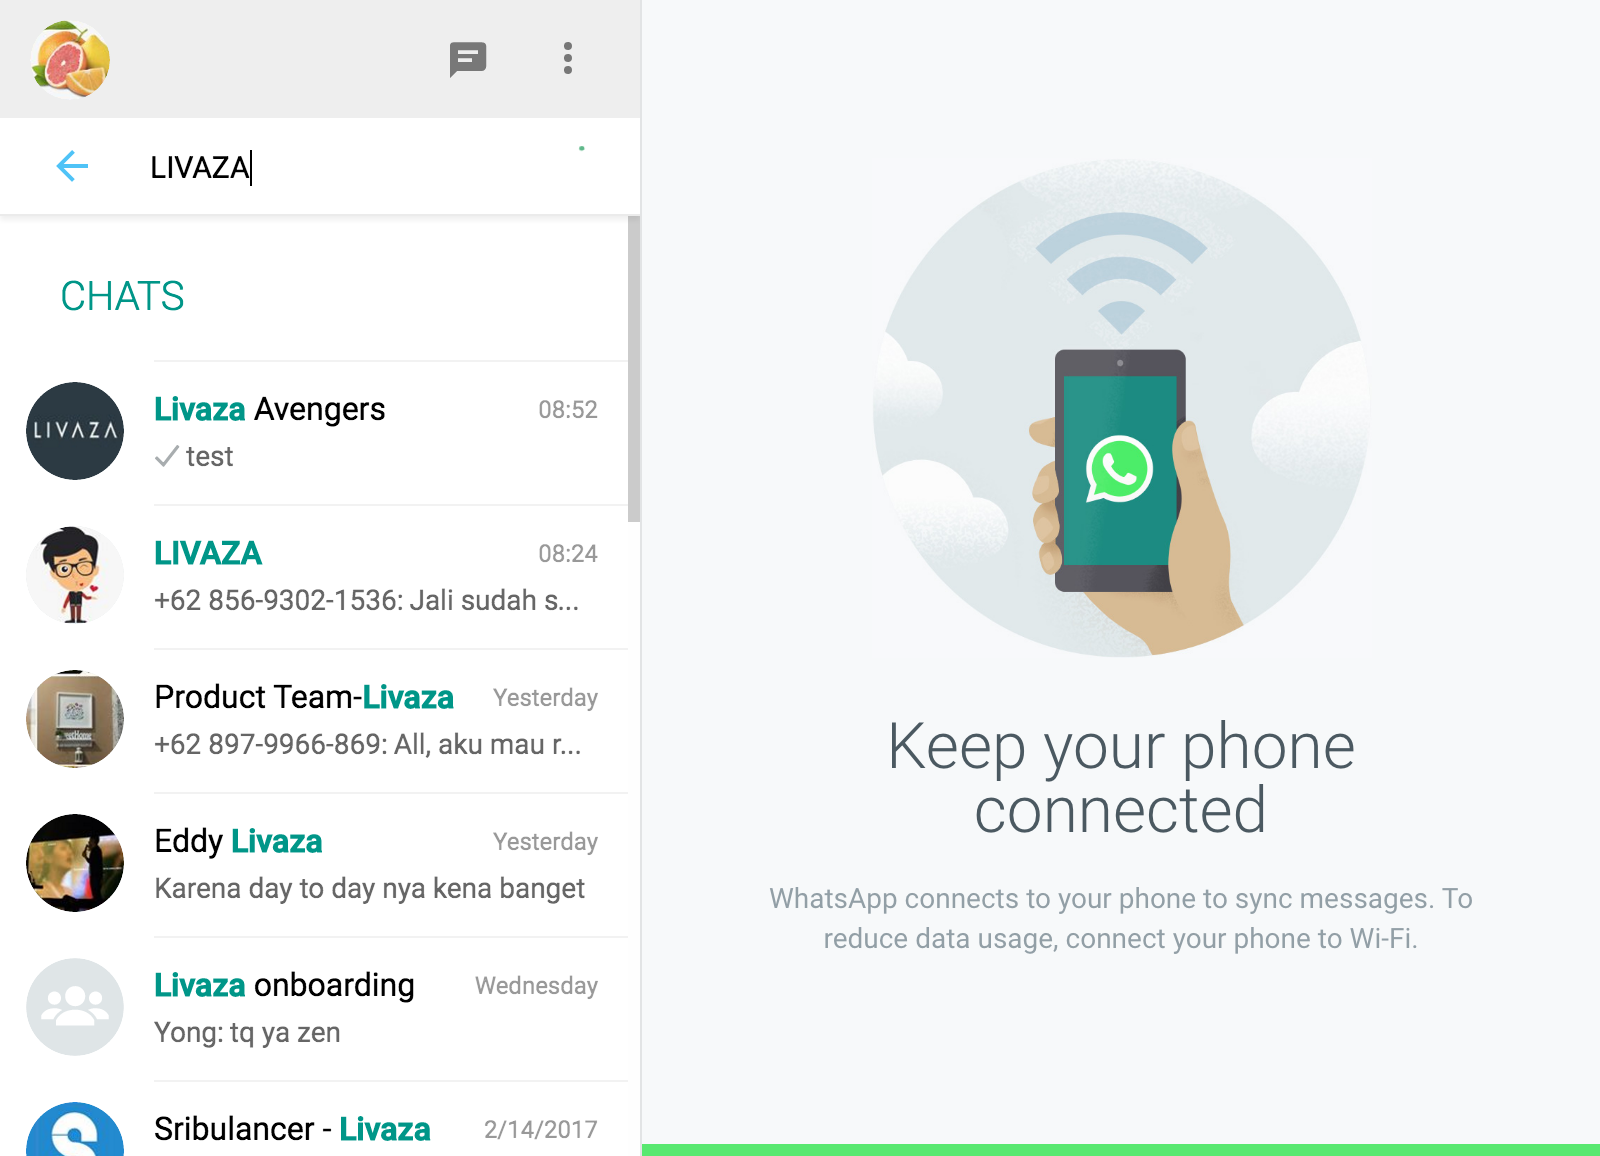 LIVAZA
CHATS
LIVAZA
Livaza Avengers
08:52
test
LIVAZA
08:24
+62 856-9302-1536: Jali sudah s...
Product Team-Livaza
Yesterday
+62 897-9966-869: All, aku mau r...
Eddy Livaza
Yesterday
Karena day to day nya kena banget
Livaza onboarding
Wednesday
Yong: tq ya zen
Sribulancer - Livaza
2/14/2017
Keep your phone
connected
WhatsApp connects to your phone to sync messages. To
reduce data usage, connect your phone to Wi-Fi.